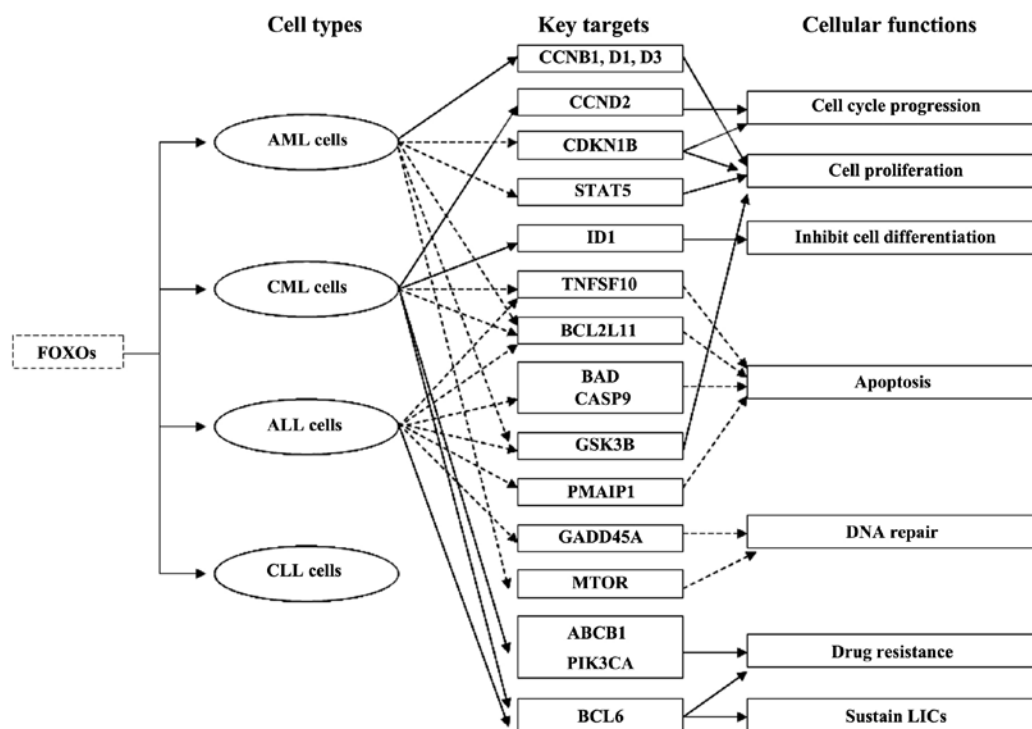 Cell types
Key targets
Cellular functions
FOXOs
AML cells
CML cells
ALL cells
CLL cells
CCNB1, D1, D3
CCND2
CDKN1B
STAT5
ID1
TNFSF10
BCL2L11
BAD
CASP9
GSK3B
PMAIP1
GADD45A
MTOR
ABCB1
PIK3CA
BCL6
Cell cycle progression
Cell proliferation
Inhibit cell differentiation
Apoptosis
DNA repair
Drug resistance
Sustain LICs